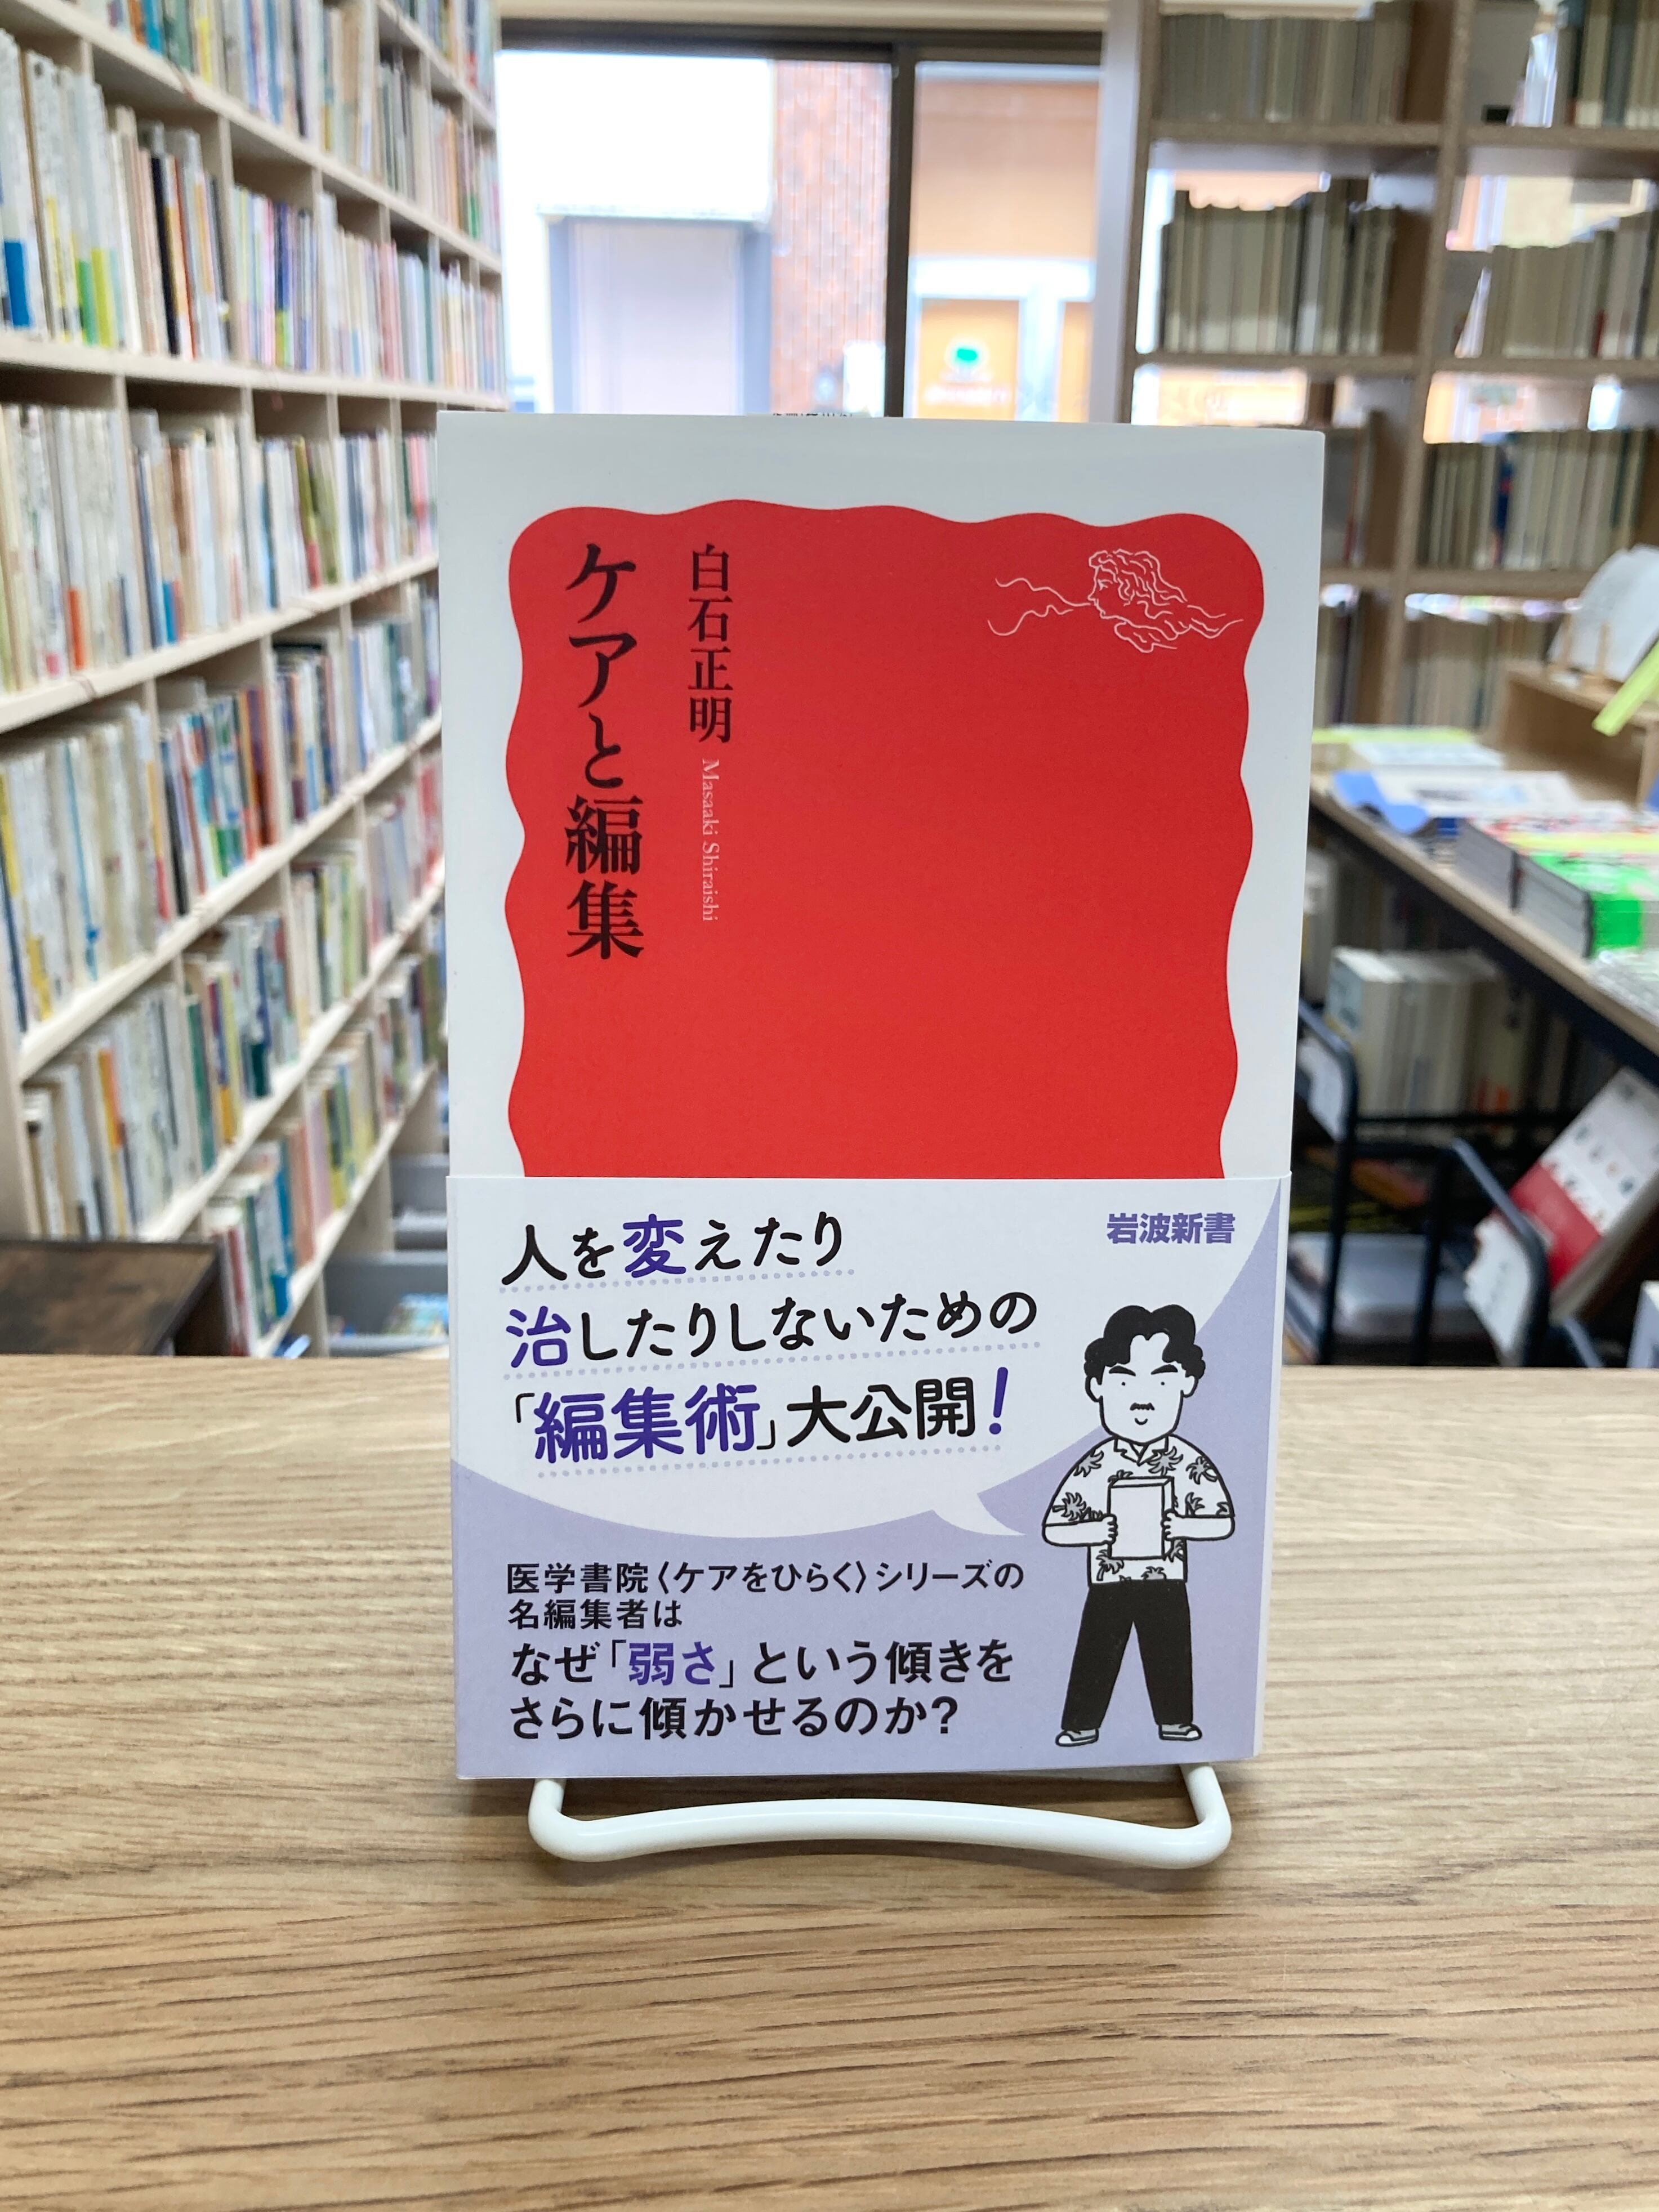 ケアと編集
白石正明 Masaaki Shiraishi
岩波新書
人を変えたり
治したりしないための
「編集術」大公開!
医学書院〈ケアをひらく〉シリーズの
名編集者は
なぜ「弱さ」という傾きを
さらに傾かせるのか?